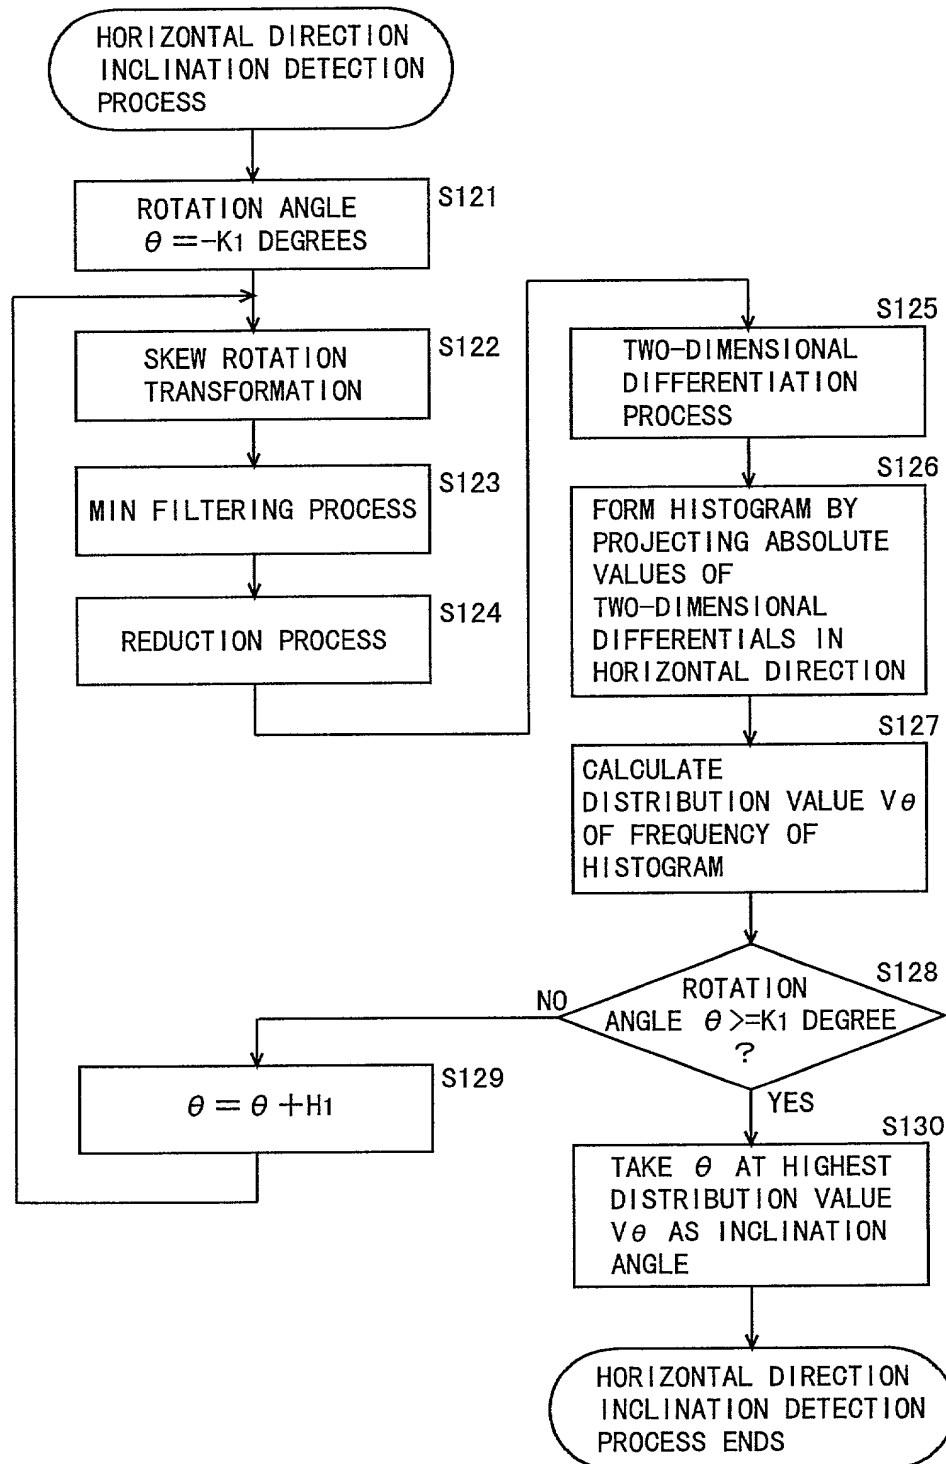 HORIZONTAL DIRECTION
INCLINATION DETECTION
PROCESS
S121
ROTATION ANGLE
θ=-K1 DEGREES
S122
SKEW ROTATION
TRANSFORMATION
S123
MIN FILTERING PROCESS
S124
REDUCTION PROCESS
S125
TWO-DIMENSIONAL
DIFFERENTIATION
PROCESS
S126
FORM HISTOGRAM BY
PROJECTING ABSOLUTE
VALUES OF
TWO-DIMENSIONAL
DIFFERENTIALS IN
HORIZONTAL DIRECTION
S127
CALCULATE
DISTRIBUTION VALUE Vθ
OF FREQUENCY OF
HISTOGRAM
S128
ROTATION
ANGLE θ>=K1 DEGREE
?
NO
S129
θ=θ+H1
YES
S130
TAKE θ AT HIGHEST
DISTRIBUTION VALUE
Vθ AS INCLINATION
ANGLE
HORIZONTAL DIRECTION
INCLINATION DETECTION
PROCESS ENDS